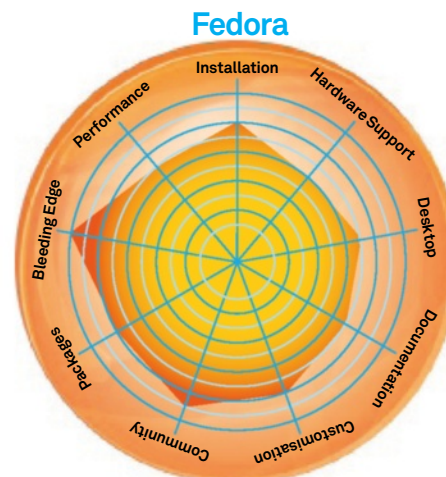 Fedora
Installation
Hardware Support
Desktop
Documentation
Customisation
Community
Packages
Bleeding Edge
Performance